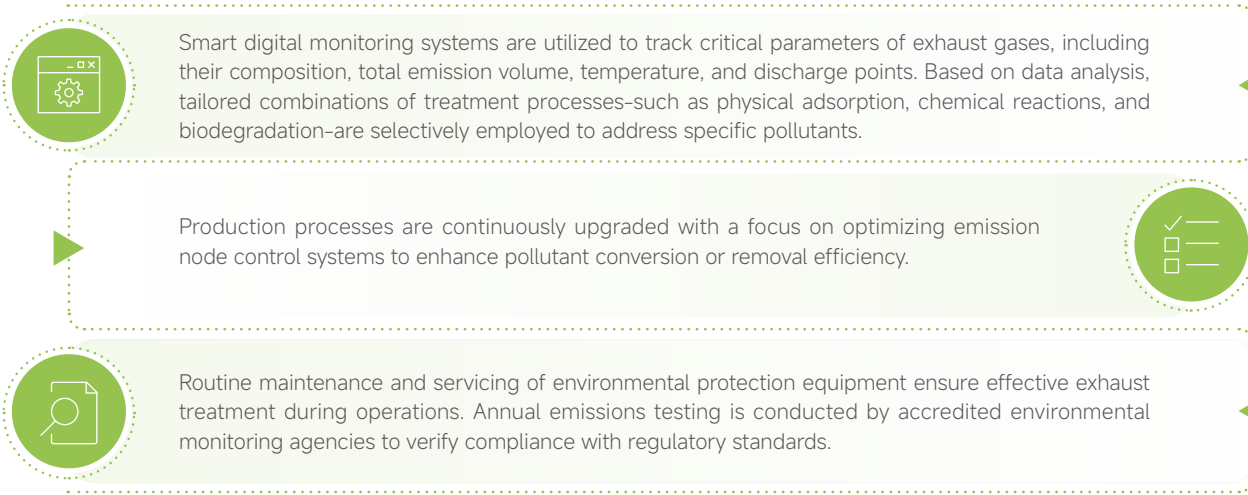 Smart digital monitoring systems are utilized to track critical parameters of exhaust gases, including
their composition, total emission volume, temperature, and discharge points. Based on data analysis,
tailored combinations of treatment processes-such as physical adsorption, chemical reactions, and
biodegradation-are selectively employed to address specific pollutants.
Production processes are continuously upgraded with a focus on optimizing emission
node control systems to enhance pollutant conversion or removal efficiency.
Routine maintenance and servicing of environmental protection equipment ensure effective exhaust
treatment during operations. Annual emissions testing is conducted by accredited environmental
monitoring agencies to verify compliance with regulatory standards.